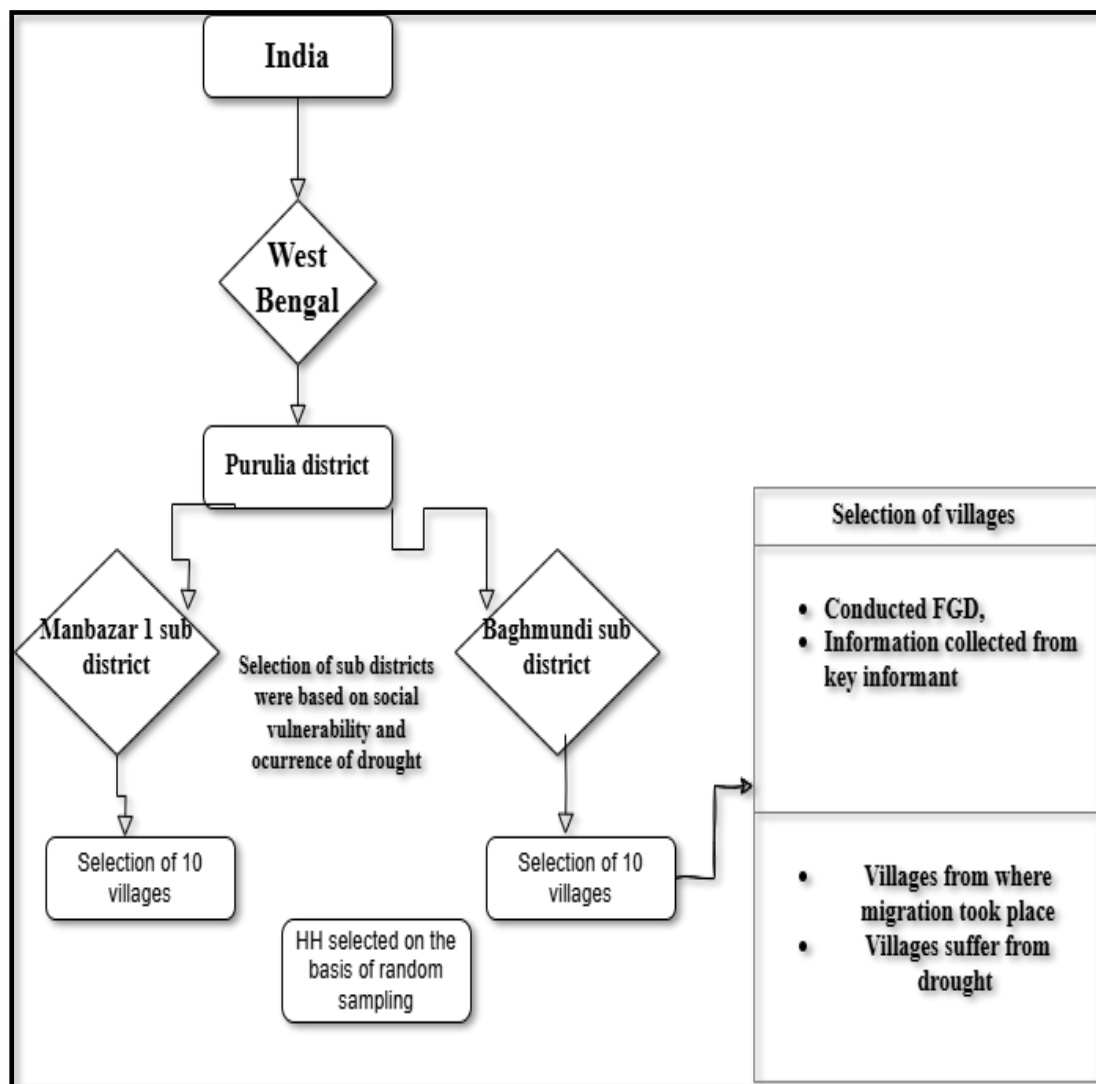 India
West
Bengal
Purulia district
Manbazar 1 sub
district
Selection of sub districts
were based on social
vulnerability and
ocurrence of drought
Baghmundi sub
district
Selection of 10
villages
HH selected on the
basis of random
sampling
Selection of 10
villages
Selection of villages
• Conducted FGD,
• Information collected from
key informant
• Villages from where
migration took place
• Villages suffer from
drought